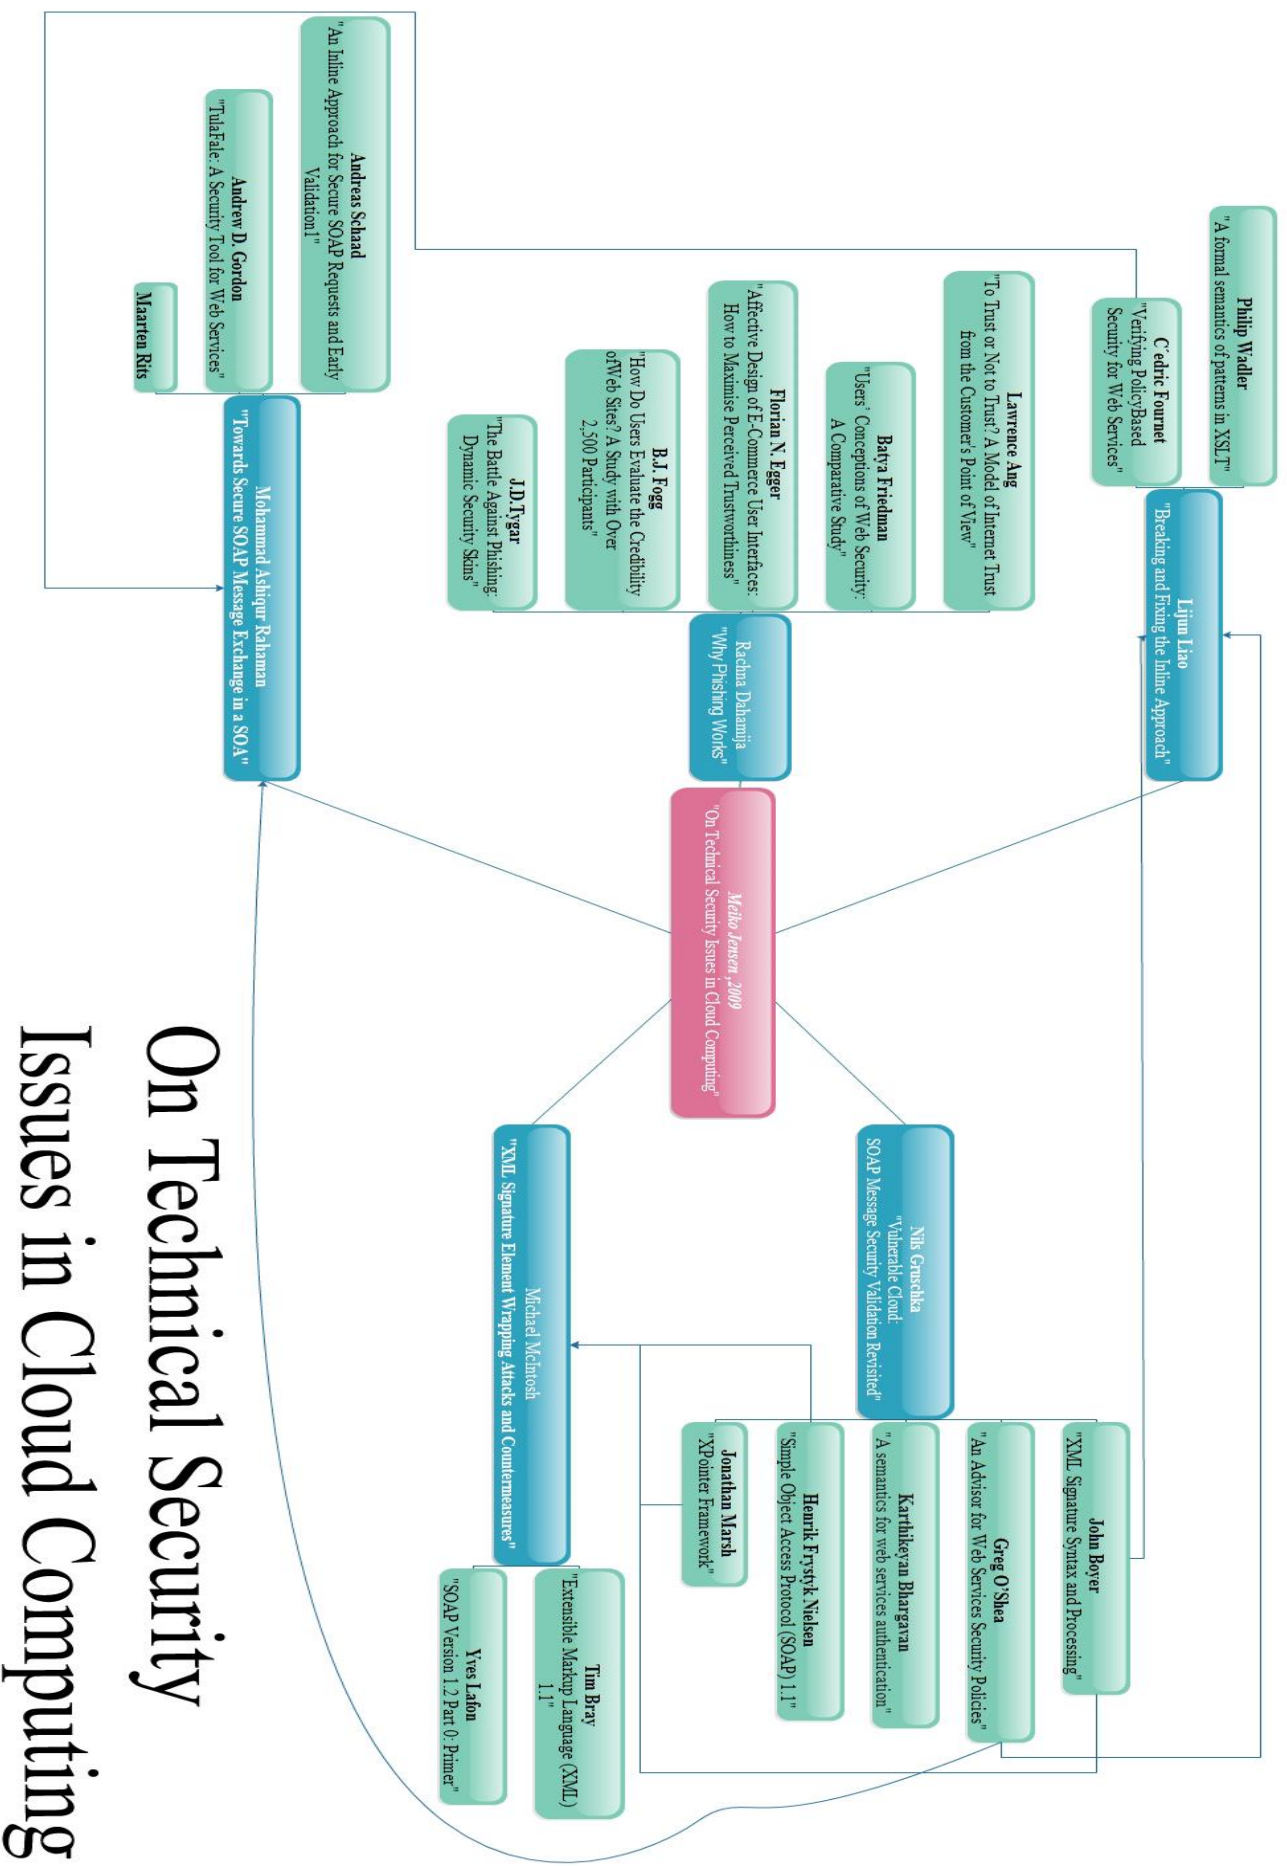 Philip Wadler
"A formal semantics of patterns in XSLT"
C´edric Fournet
"Verifying PolicyBased
Security for Web Services"
Lijun Liao
"Breaking and Fixing the Inline Approach"
Lawrence Ang
"To Trust or Not to Trust? A Model of Internet Trust
from the Customer's Point of View"
Batya Friedman
"Users' Conceptions of Web Security:
A Comparative Study"
Florian N. Egger
"Affective Design of E-Commerce User Interfaces:
How to Maximise Perceived Trustworthiness"
B.J. Fogg
"How Do Users Evaluate the Credibility
ofWeb Sites? A Study with Over
2,500 Participants"
J.D.Tygar
"The Battle Against Phishing:
Dynamic Security Skins"
Rachna Dahamija
"Why Phishing Works"
Andreas Schaad
"An Inline Approach for Secure SOAP Requests and Early
Validation1"
Andrew D. Gordon
"TulaFale: A Security Tool for Web Services"
Maarten Rits
Mohammad Ashiqur Rahaman
"Towards Secure SOAP Message Exchange in a SOA"
Meiko Jensen ,2009
"On Technical Security Issues in Cloud Computing"
Nils Gruschka
"Vulnerable Cloud:
SOAP Message Security Validation Revisited"
John Boyer
"XML Signature Syntax and Processing"
Greg O'Shea
"An Advisor for Web Services Security Policies"
Karthikeyan Bhargavan
"A semantics for web services authentication"
Henrik Frystyk Nielsen
"Simple Object Access Protocol (SOAP) 1.1"
Jonathan Marsh
"XPointer Framework"
Michael McIntosh
"XML Signature Element Wrapping Attacks and Countermeasures"
Tim Bray
"Extensible Markup Language (XML)
1.1"
Yves Lafon
"SOAP Version 1.2 Part 0: Primer"
On Technical Security
Issues in Cloud Computing